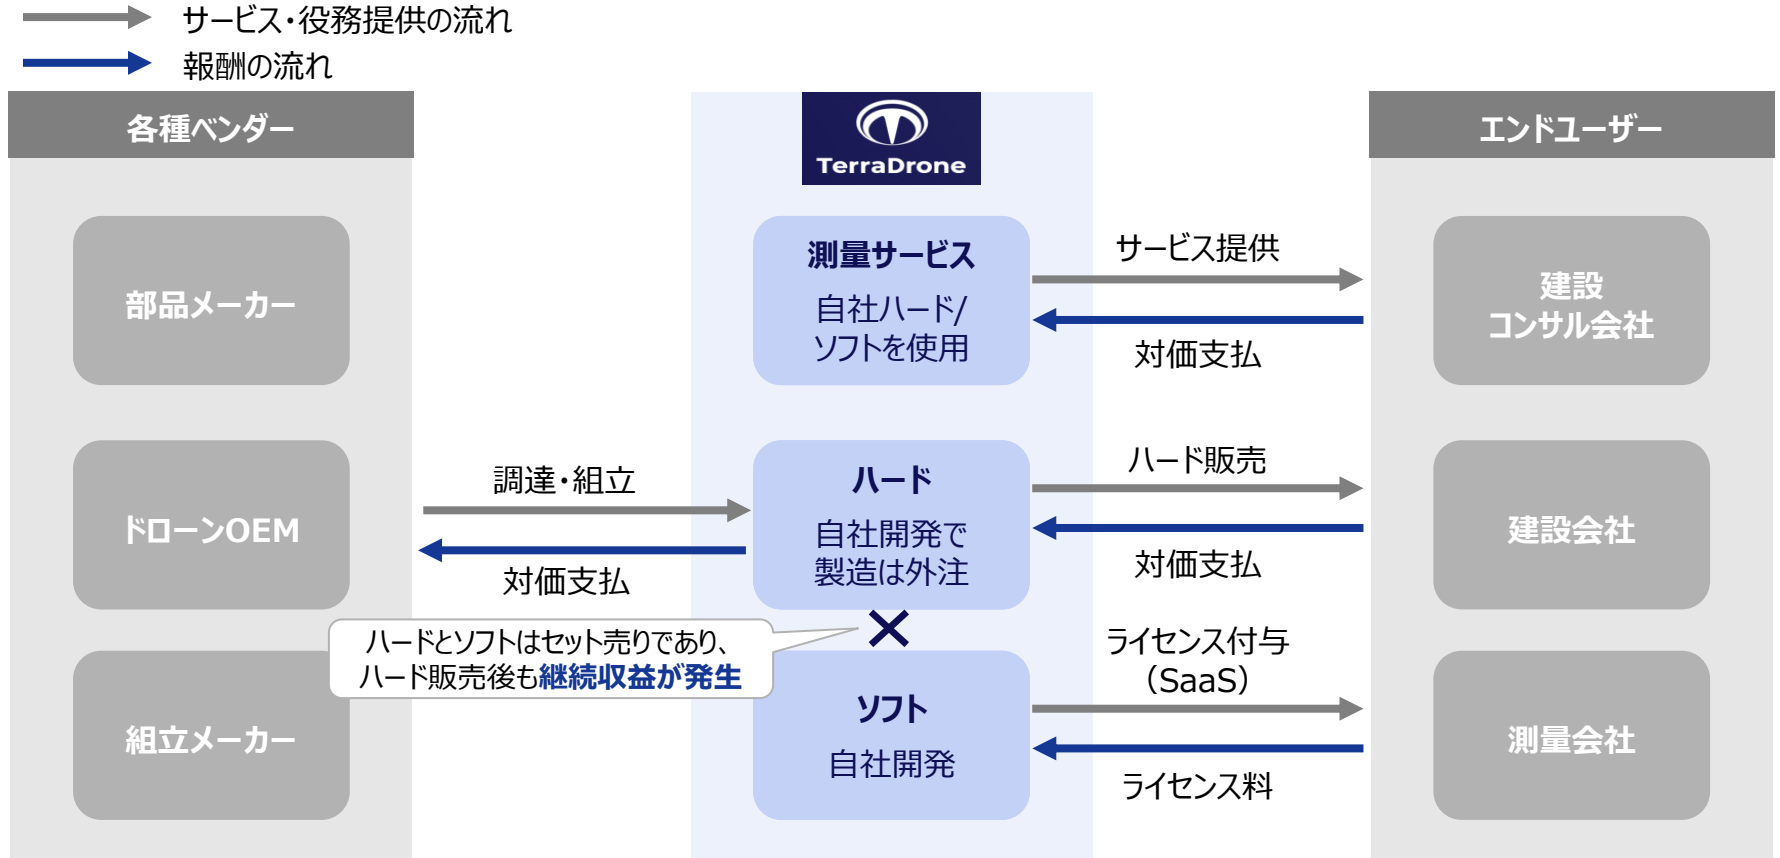 サービス・役務提供の流れ
報酬の流れ
各種ベンダー
部品メーカー
ドローンOEM
組立メーカー
調達・組立
対価支払
TerraDrone
測量サービス
自社ハード/
ソフトを使用
ハード
自社開発で
製造は外注
ハードとソフトはセット売りであり、
ハード販売後も継続収益が発生
ソフト
自社開発
サービス提供
対価支払
ハード販売
対価支払
ライセンス付与
（SaaS）
ライセンス料
エンドユーザー
建設
コンサル会社
建設会社
測量会社